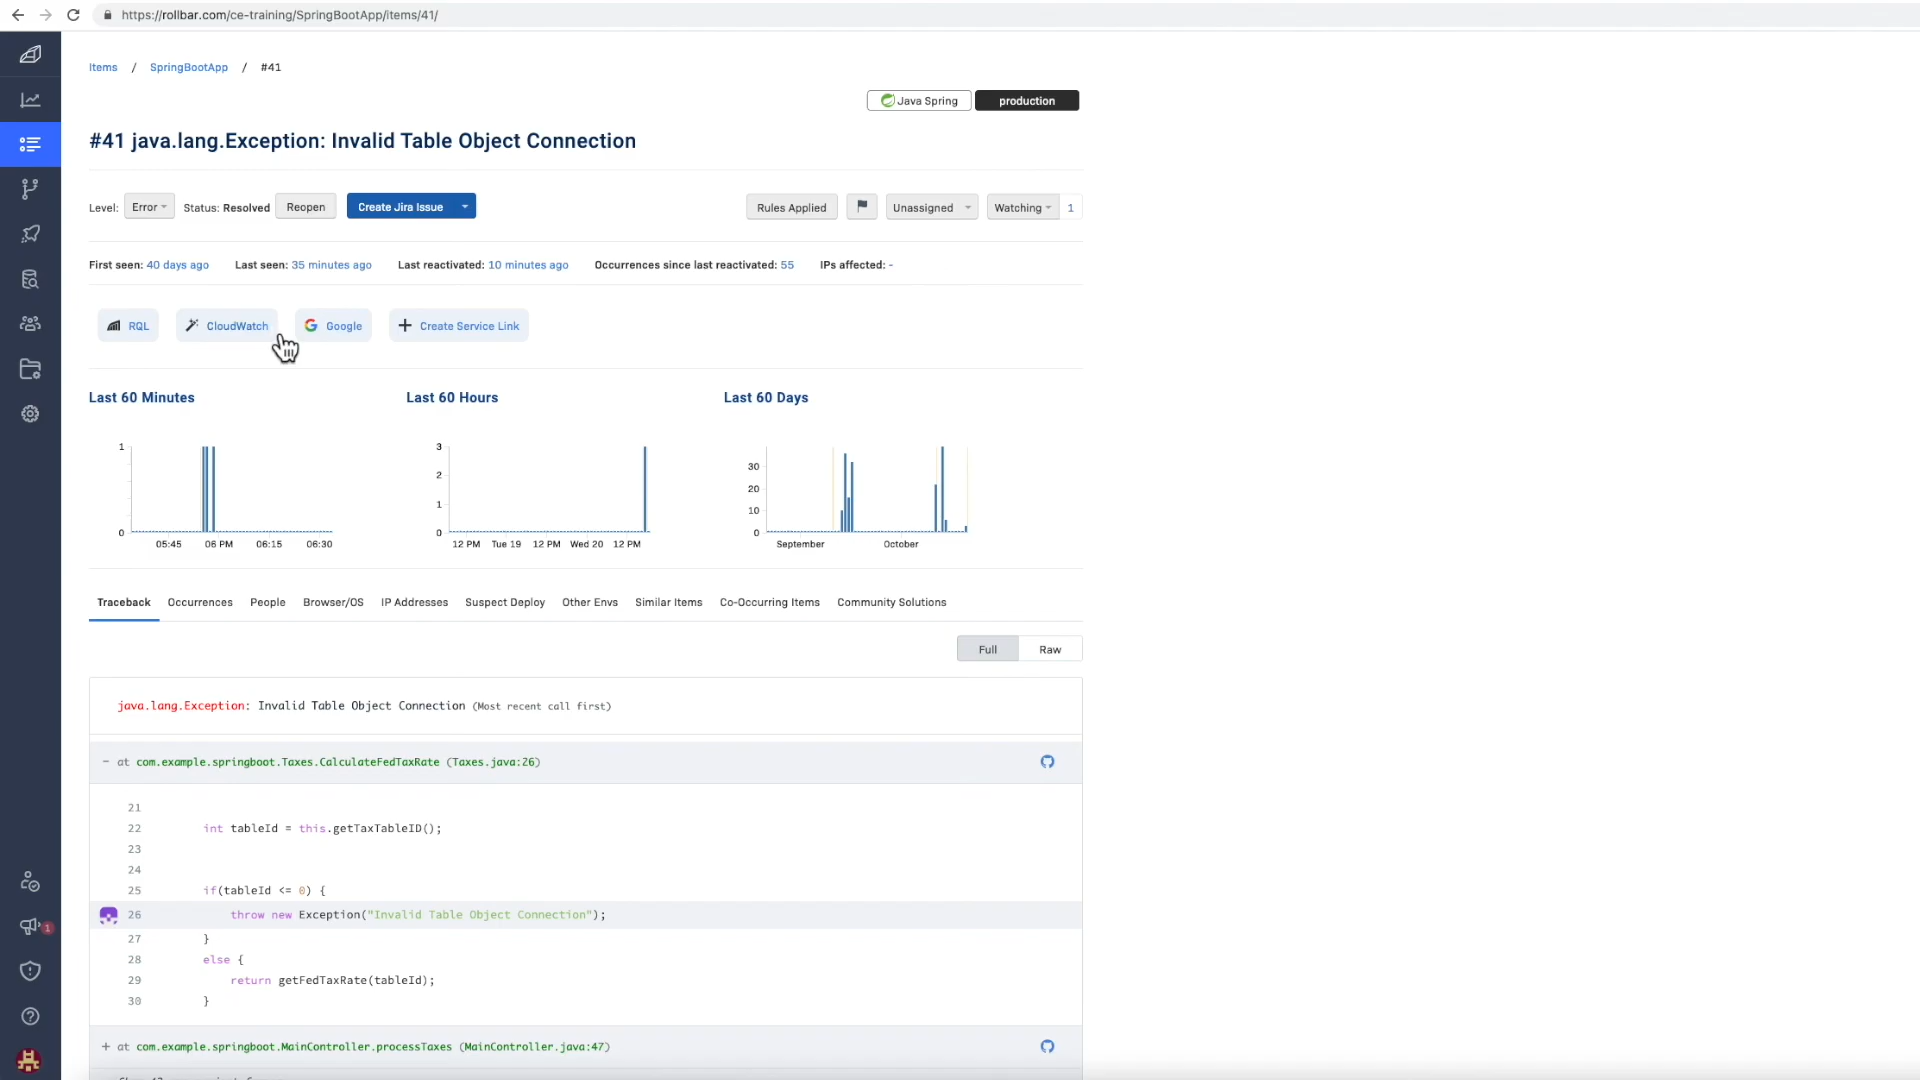 https://rollbar.com/ce-training/SpringBootApp/items/41/
Items / SpringBootApp / #41
Java Spring production
#41 java.lang.Exception: Invalid Table Object Connection
Level: Error Status: Resolved Reopen Create Jira Issue Rules Applied Unassigned Watching 1
First seen: 40 days ago Last seen: 35 minutes ago Last reactivated: 10 minutes ago Occurrences since last reactivated: 55 IPs affected: -
RQL CloudWatch Google Create Service Link
Last 60 Minutes Last 60 Hours Last 60 Days
1
0
05:45 06 PM 06:15 06:30
3
2
1
0
12 PM Tue 19 12 PM Wed 20 12 PM
30
20
10
0
September October
Traceback Occurrences People Browser/OS IP Addresses Suspect Deploy Other Envs Similar Items Co-Occurring Items Community Solutions
Full Raw
java.lang.Exception: Invalid Table Object Connection (Most recent call first)
- at com.example.springboot.Taxes.CalculateFedTaxRate (Taxes.java:26)
21
22 int tableId = this.getTaxTableID();
23
24
25 if(tableId <= 0) {
26 throw new Exception("Invalid Table Object Connection");
27 }
28 else {
29 return getFedTaxRate(tableId);
30 }
1
+ at com.example.springboot.MainController.processTaxes (MainController.java:47)